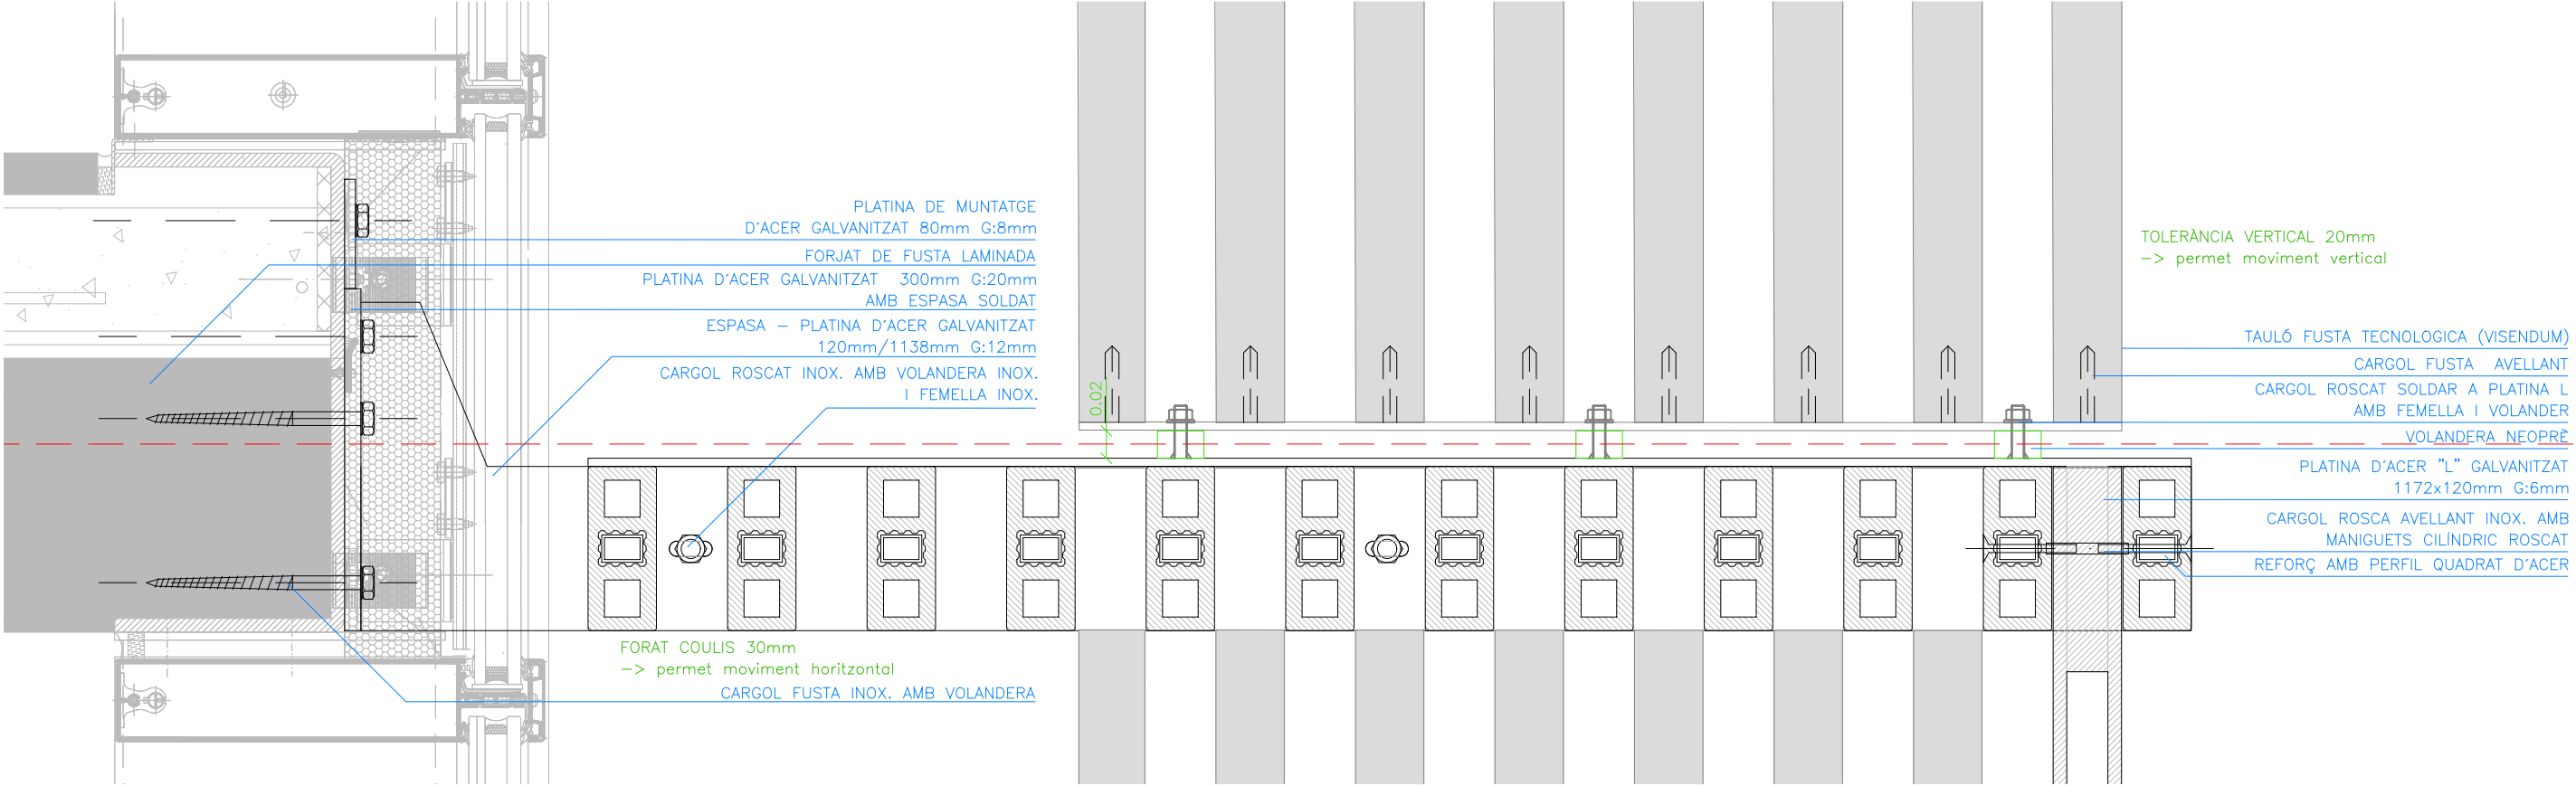 PLATINA DE MUNTATGE
D'ACER GALVANITZAT 80mm G:8mm
FORJAT DE FUSTA LAMINADA
PLATINA D'ACER GALVANITZAT 300mm G:20mm
AMB ESPASA SOLDAT
ESPASA – PLATINA D'ACER GALVANITZAT
120mm/1138mm G:12mm
CARGOL ROSCAT INOX. AMB VOLANDERA INOX.
I FEMELLA INOX.
FORAT COULIS 30mm
-> permet moviment horitzontal
CARGOL FUSTA INOX. AMB VOLANDERA
0.02
TOLERÀNCIA VERTICAL 20mm
-> permet moviment vertical
TAULÓ FUSTA TECNOLOGICA (VISENDUM)
CARGOL FUSTA AVELLANT
CARGOL ROSCAT SOLDAR A PLATINA L
AMB FEMELLA I VOLANDER
VOLANDERA NEOPRÈ
PLATINA D'ACER "L" GALVANITZAT
1172x120mm G:6mm
CARGOL ROSCA AVELLANT INOX. AMB
MANIGUETS CILÍNDRIC ROSCAT
REFORÇ AMB PERFIL QUADRAT D'ACER